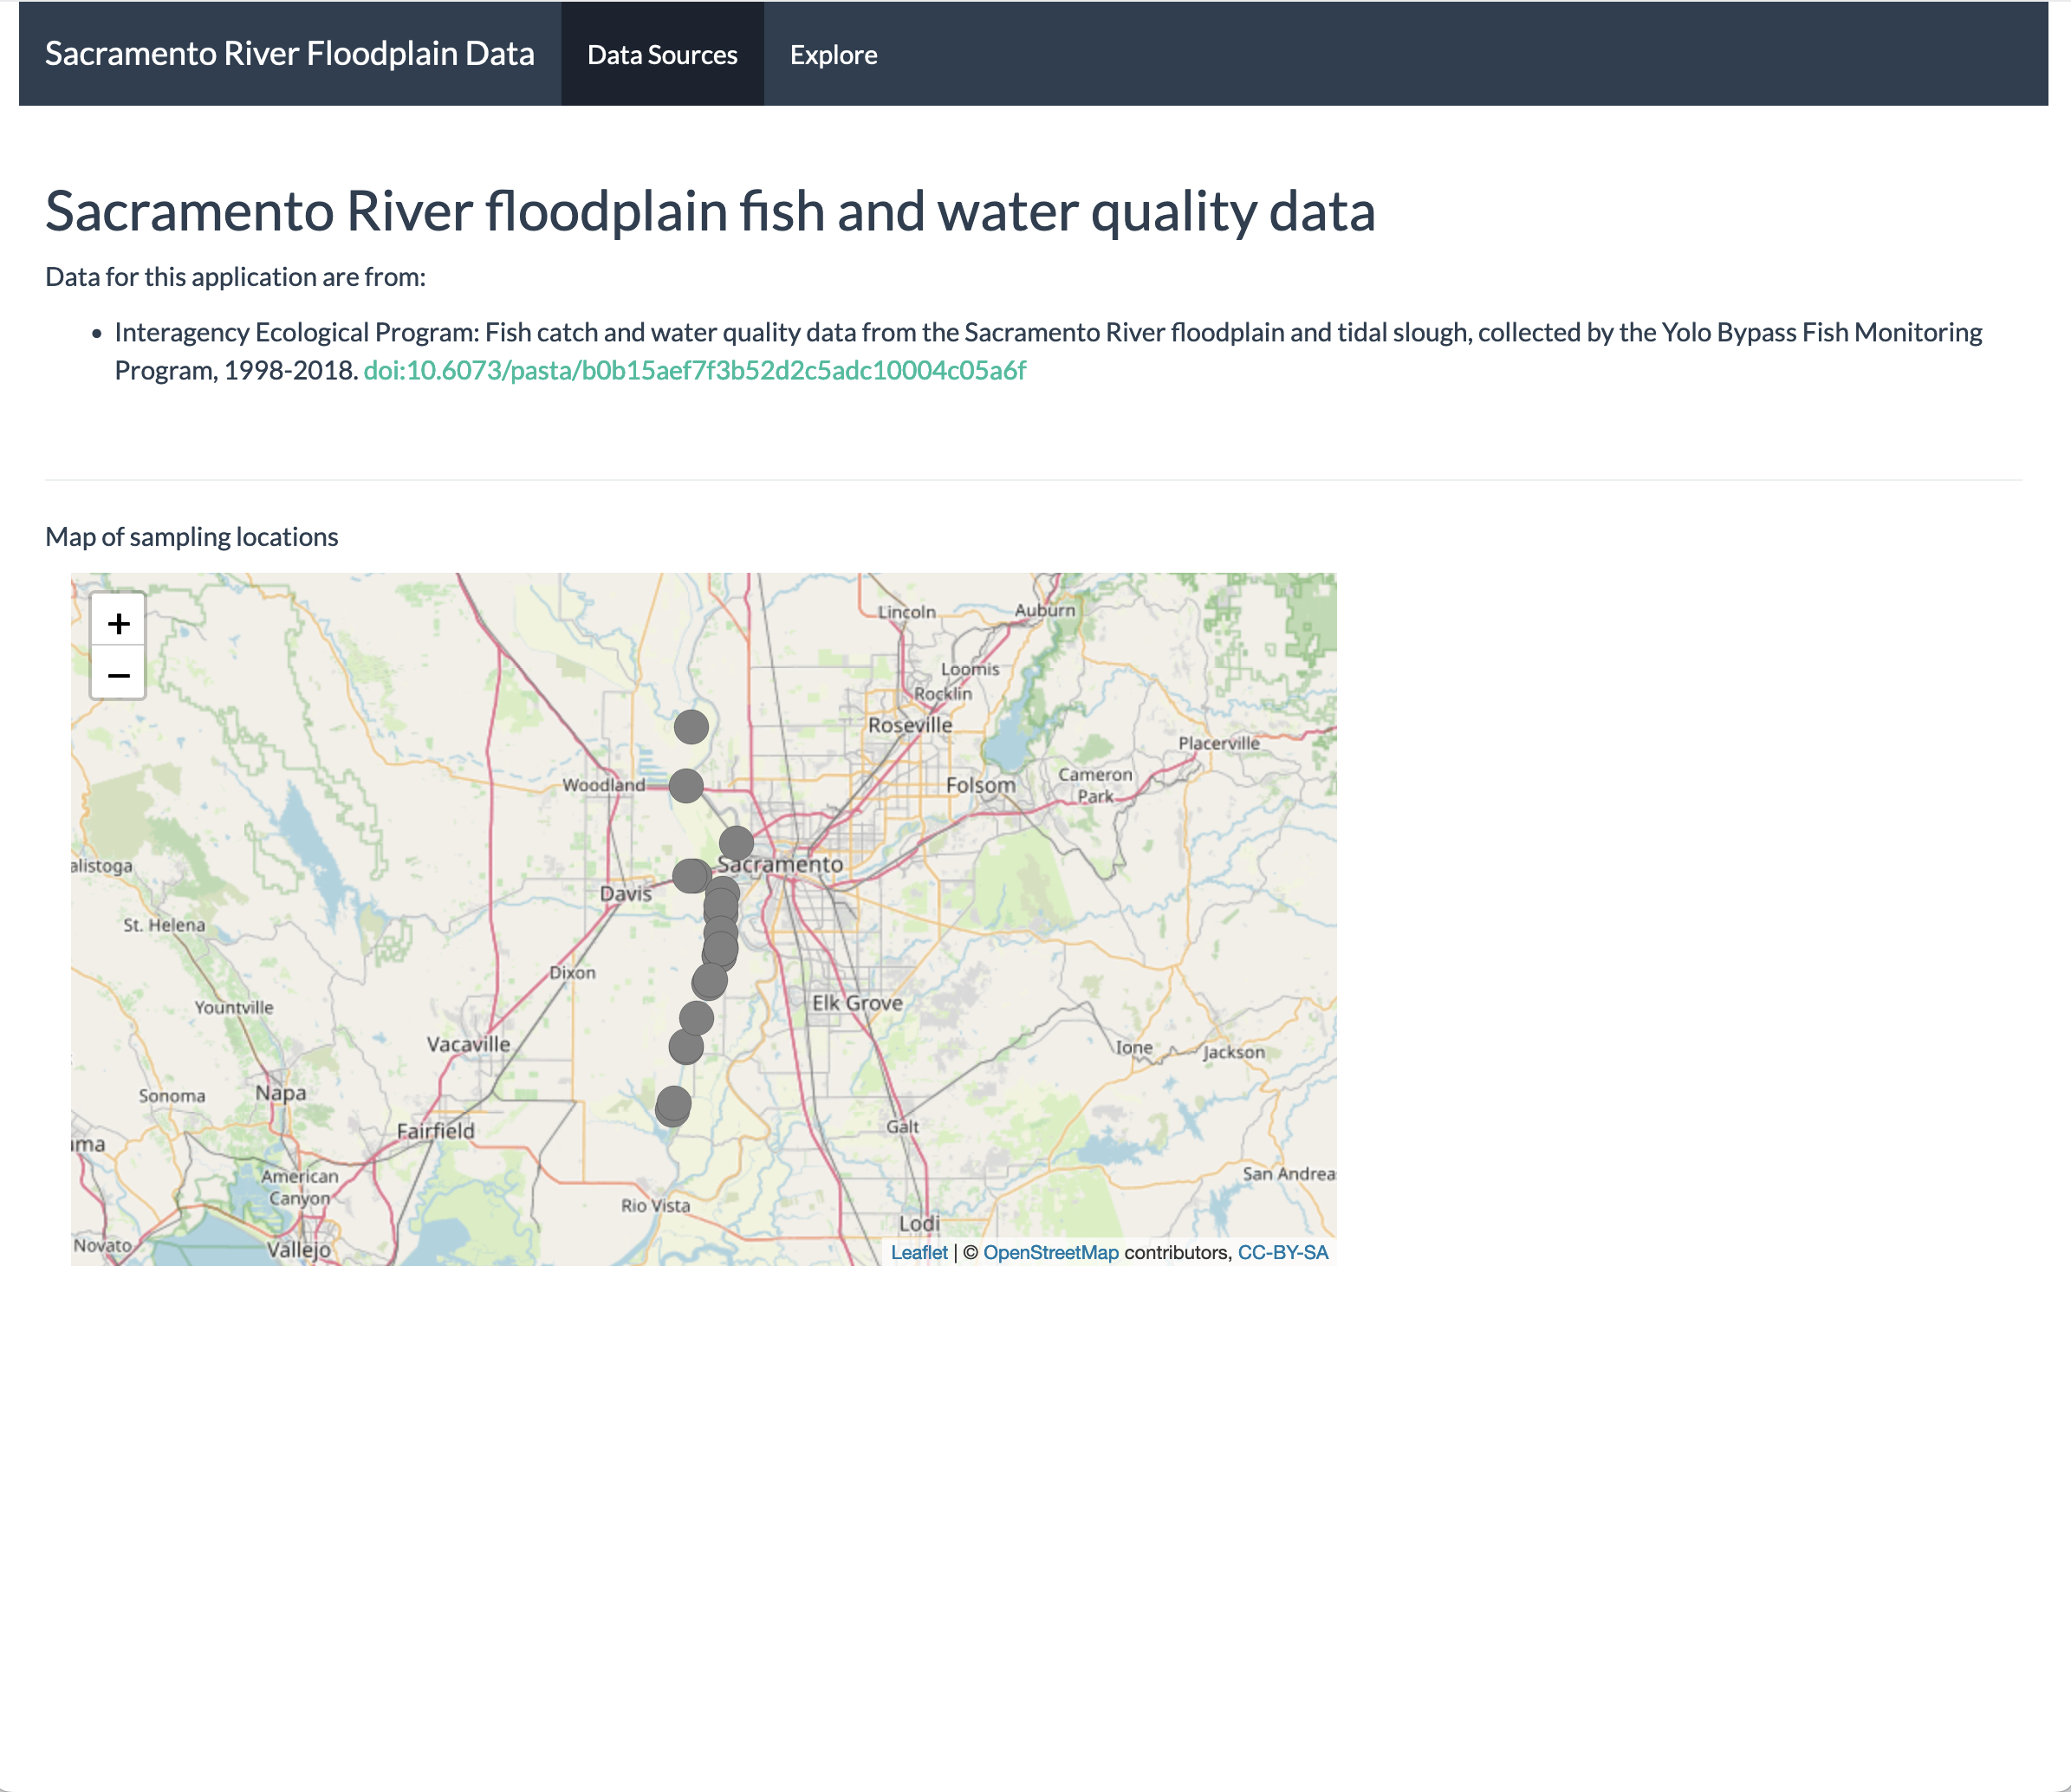 Sacramento River Floodplain Data
Data Sources
Explore
Sacramento River floodplain fish and water quality data
Data for this application are from:
• Interagency Ecological Program: Fish catch and water quality data from the Sacramento River floodplain and tidal slough, collected by the Yolo Bypass Fish Monitoring
Program, 1998-2018. doi:10.6073/pasta/b0b15aef7f3b52d2c5adc10004c05a6f
Map of sampling locations
+
−
Lincoln
Auburn
Loomis
Rocklin
Roseville
Placerville
Woodland
Folsom
Cameron
Park
alistoga
Sacramento
Davis
St. Helena
Dixon
Yountville
Elk Grove
Vacaville
Ione
Jackson
Sonoma
Napa
Fairfield
Galt
ma
American
Canyon
San Andrea
Rio Vista
Lodi
Novato
Vallejo
Leaflet | © OpenStreetMap contributors, CC-BY-SA